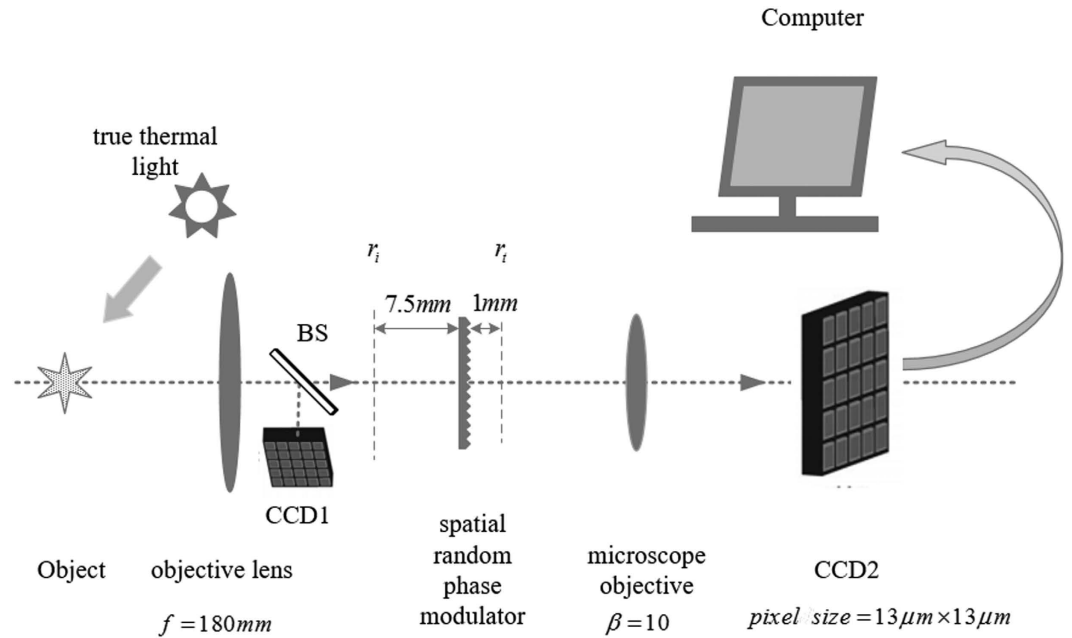 Computer
true thermal
light
r_i
r_t
7.5mm
1mm
BS
CCD1
Object
objective lens
f = 180mm
spatial
random
phase
modulator
microscope
objective
β = 10
CCD2
pixel size = 13μm × 13μm